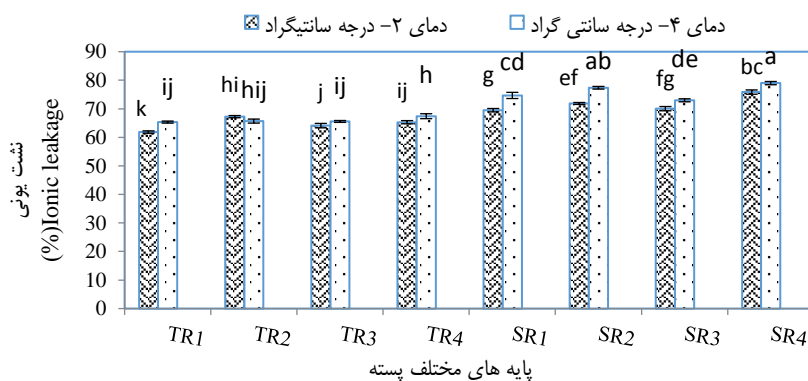 دمای ۲- درجه سانتیگراد دمای ۴- درجه سانتی گراد
90
80
70
60
50
40
30
20
10
0
نشت یونی
(%)Ionic leakage
k ij hi hij j ij ij h g cd ef ab fg de bc a
TR1 TR2 TR3 TR4 SR1 SR2 SR3 SR4
پایه های مختلف پسته